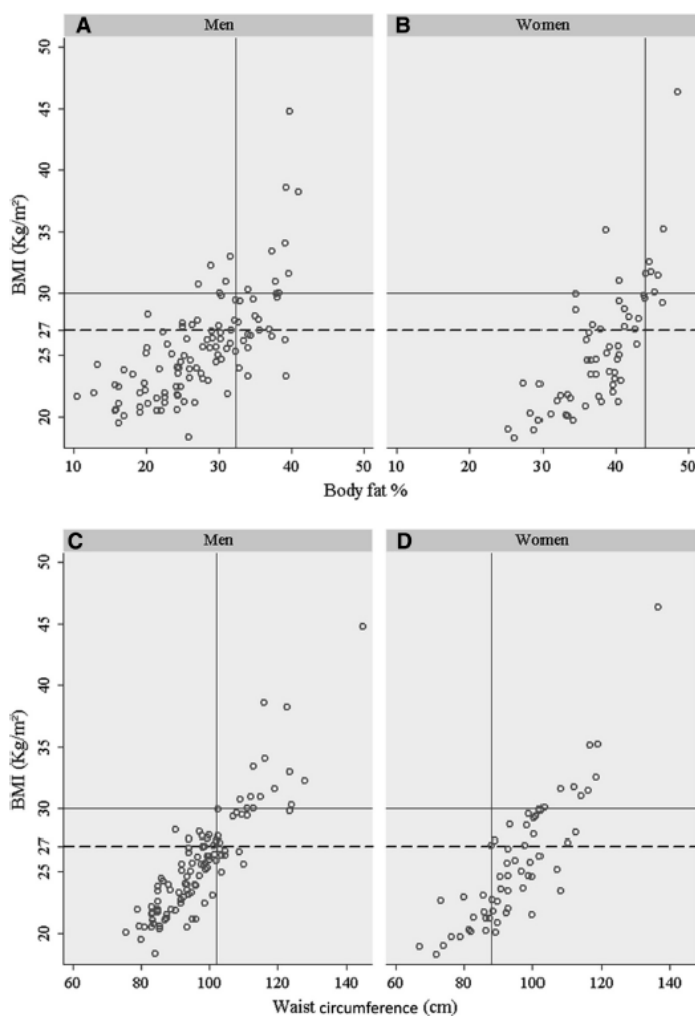 A Men B Women
50
45
40
35
30
27
25
20
BMI (Kg/m²)
10 20 30 40 50 10 20 30 40 50
Body fat %
C Men D Women
50
45
40
35
30
27
25
20
BMI (Kg/m²)
60 80 100 120 140 60 80 100 120 140
Waist circumference (cm)